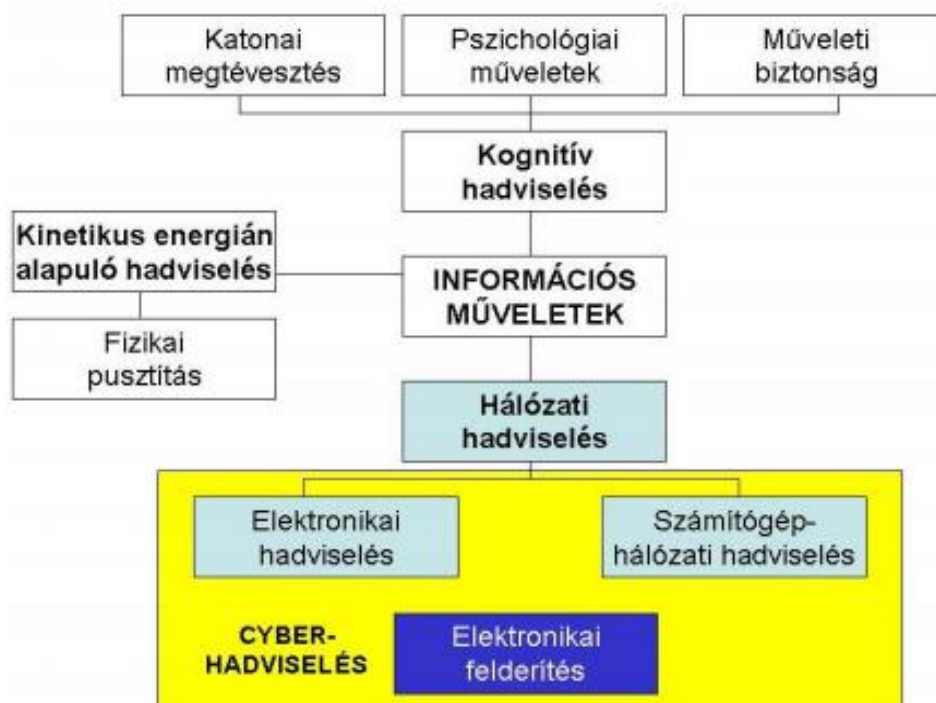 Katonai
megtévesztés
Pszichológiai
műveletek
Műveleti
biztonság
Kognitív
hadviselés
Kinetikus energián
alapuló hadviselés
INFORMÁCIÓS
MŰVELETEK
Fizikai
pusztítás
Hálózati
hadviselés
Elektronikai
hadviselés
Számítógép-
hálózati hadviselés
CYBER-
HADVISELÉS
Elektronikai
felderítés